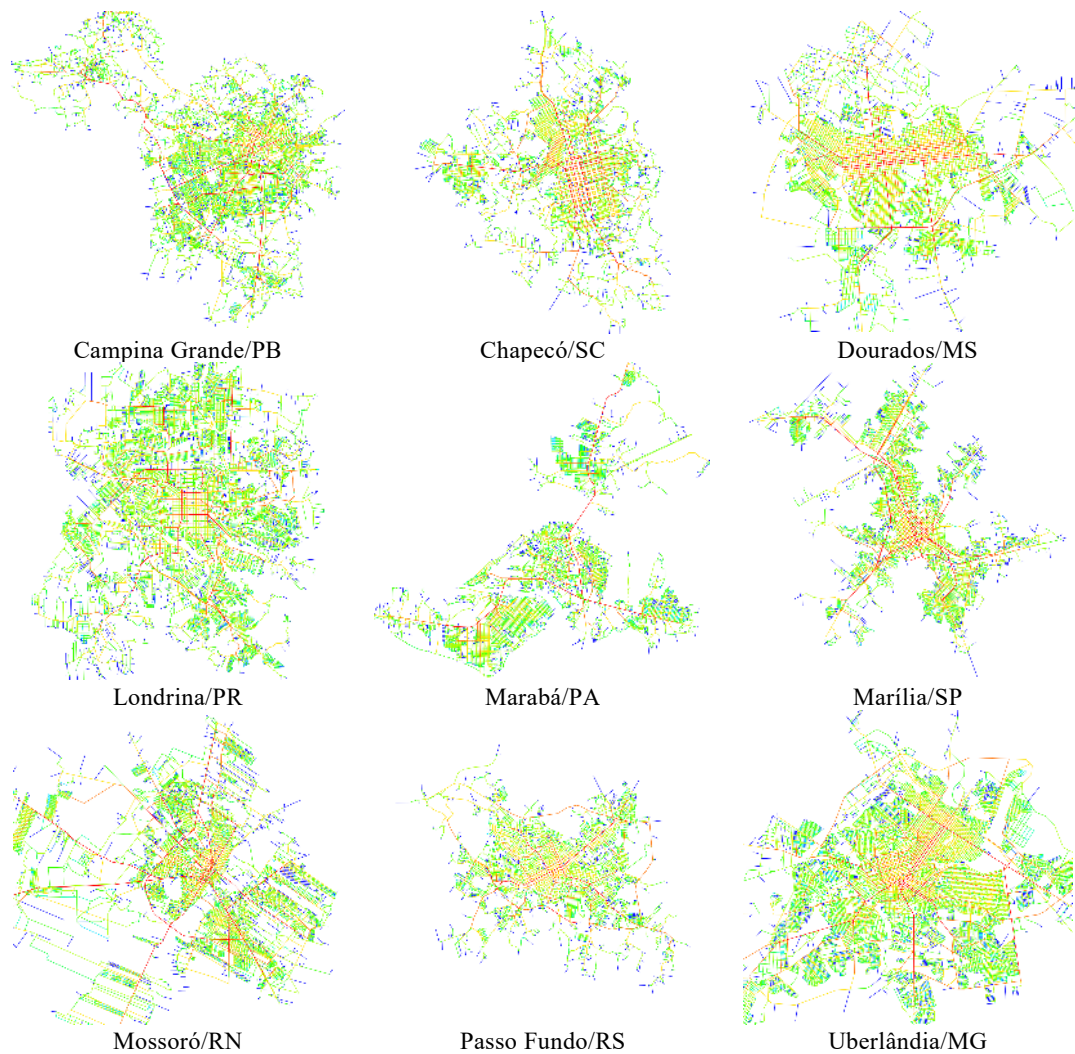 Campina Grande/PB
Chapecó/SC
Dourados/MS
Londrina/PR
Marabá/PA
Marília/SP
Mossoró/RN
Passo Fundo/RS
Uberlândia/MG